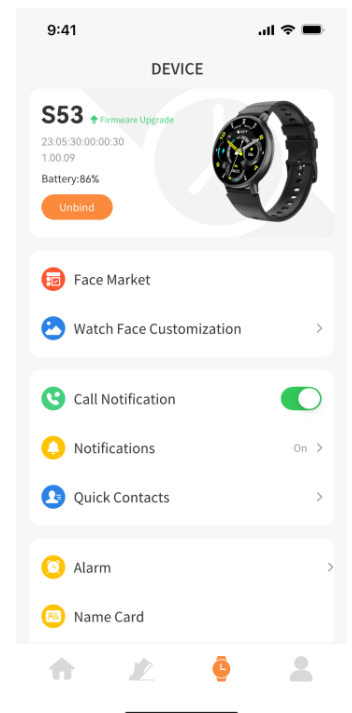 9:41
DEVICE
S53 Firmware Upgrade
23:05:30:00:00:30
1.00.09
Battery:86%
Unbind
Face Market
Watch Face Customization
Call Notification
Notifications On
Quick Contacts
Alarm
Name Card